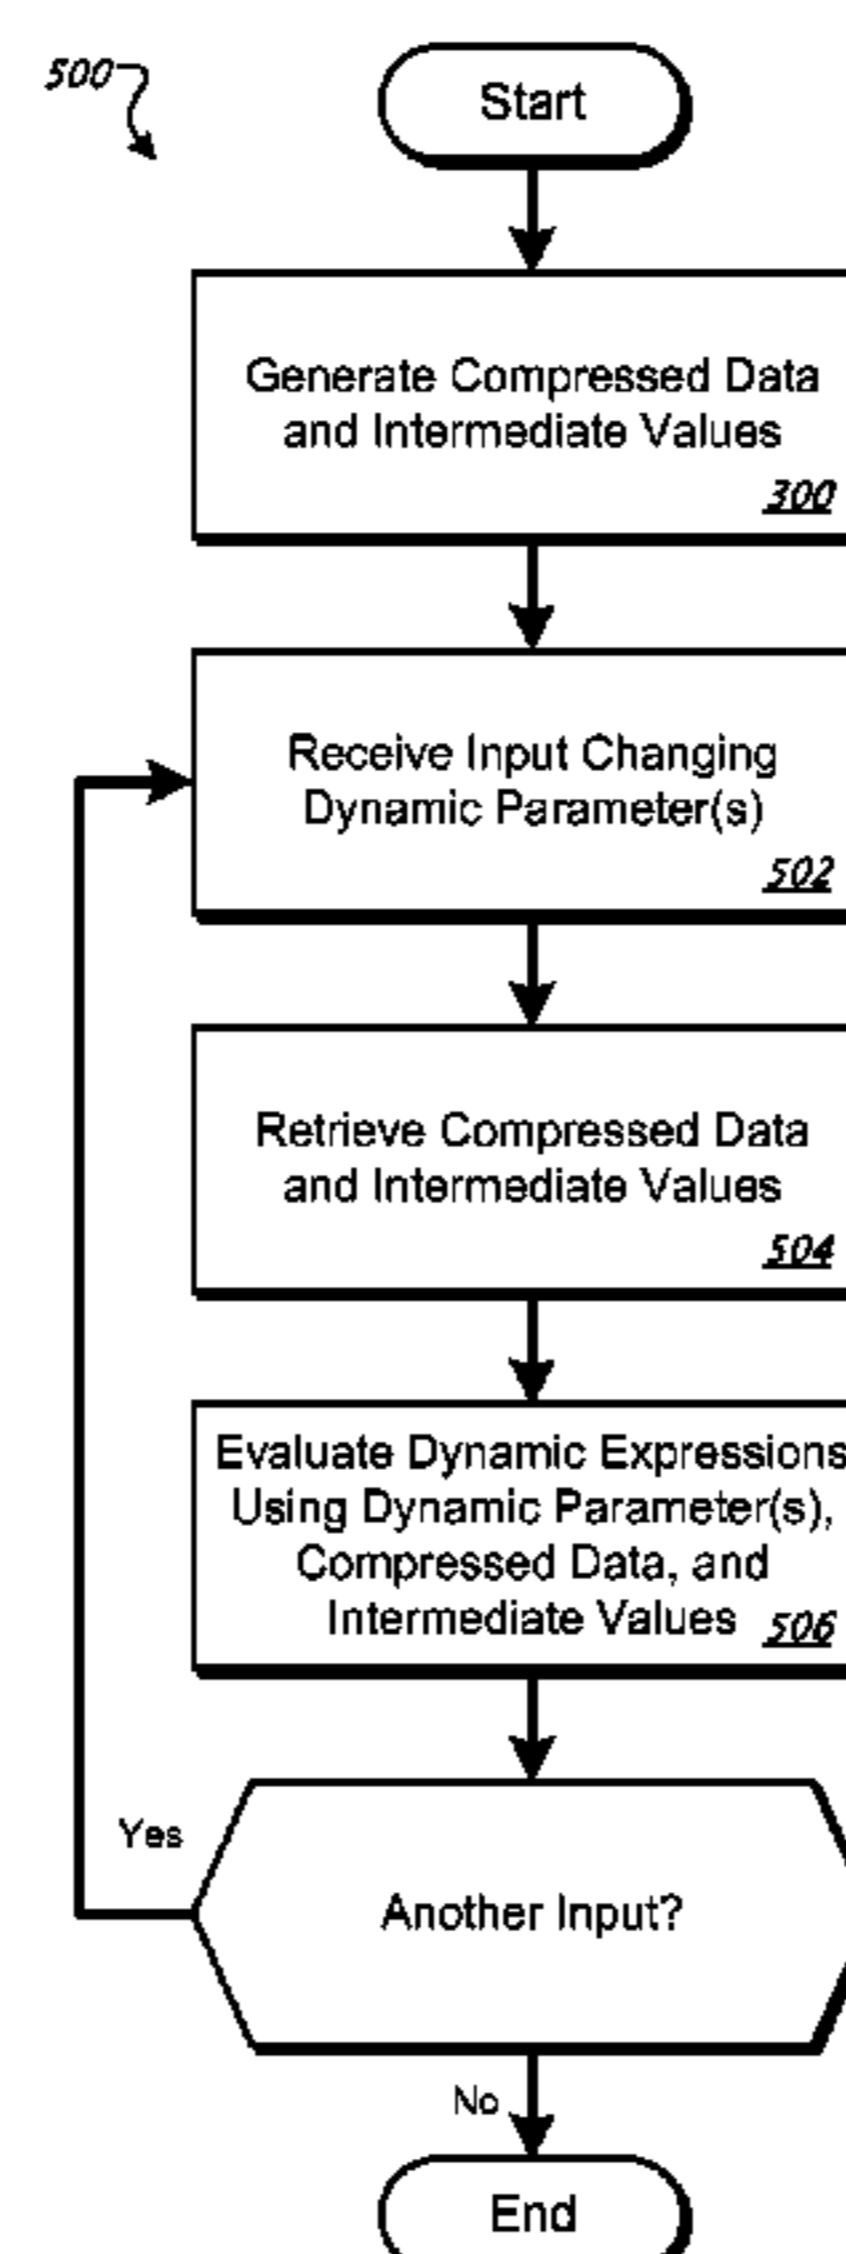 500
Start
Generate Compressed Data
and Intermediate Values
300
Receive Input Changing
Dynamic Parameter(s)
502
Retrieve Compressed Data
and Intermediate Values
504
Evaluate Dynamic Expressions
Using Dynamic Parameter(s),
Compressed Data, and
Intermediate Values
506
Yes
Another Input?
No
End